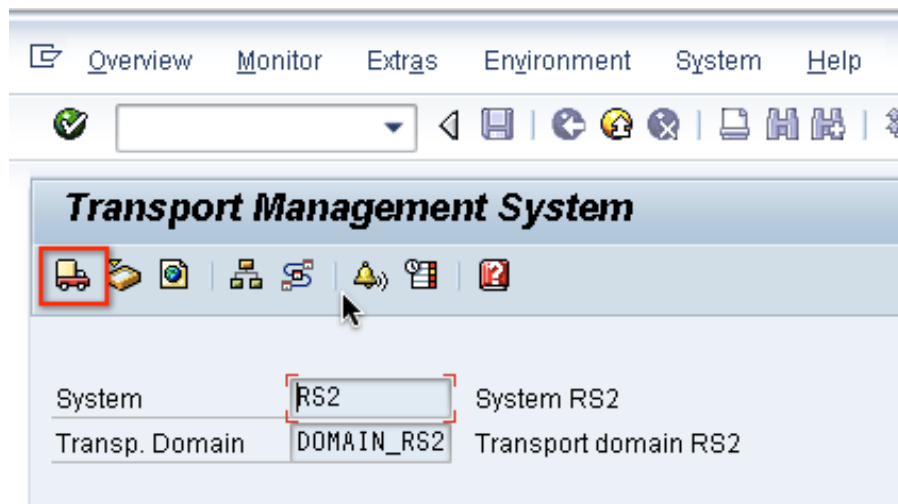 Overview Monitor Extras Environment System Help
Transport Management System
System RS2 System RS2
Transp. Domain DOMAIN_RS2 Transport domain RS2